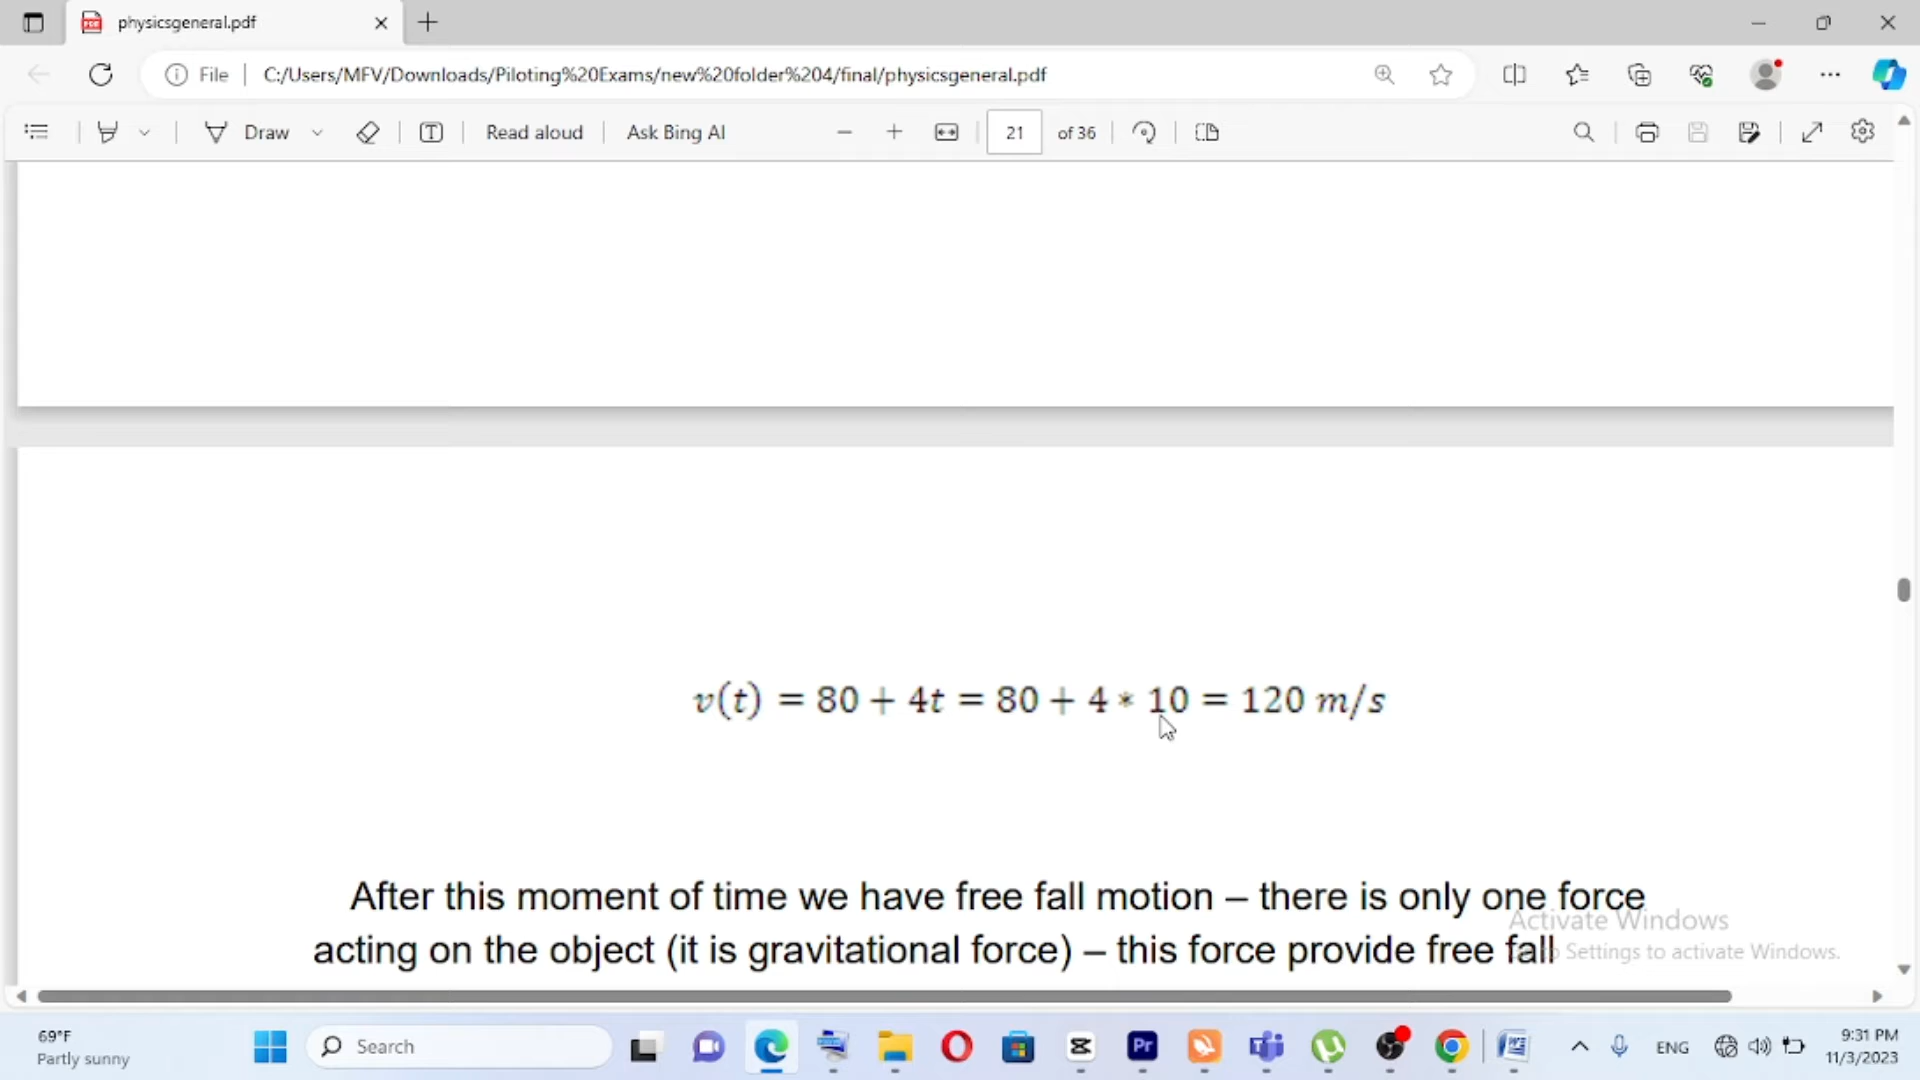 physicsgeneral.pdf
File
C:/Users/MFV/Downloads/Piloting%20Exams/new%20folder%204/final/physicsgeneral.pdf
Draw
Read aloud
Ask Bing AI
21 of 36
v(t) = 80 + 4t = 80 + 4 * 10 = 120 m/s
After this moment of time we have free fall motion – there is only one force
acting on the object (it is gravitational force) – this force provide free fall
Activate Windows
Settings to activate Windows.
69°F
Partly sunny
Search
Pr
ENG
9:31 PM
11/3/2023